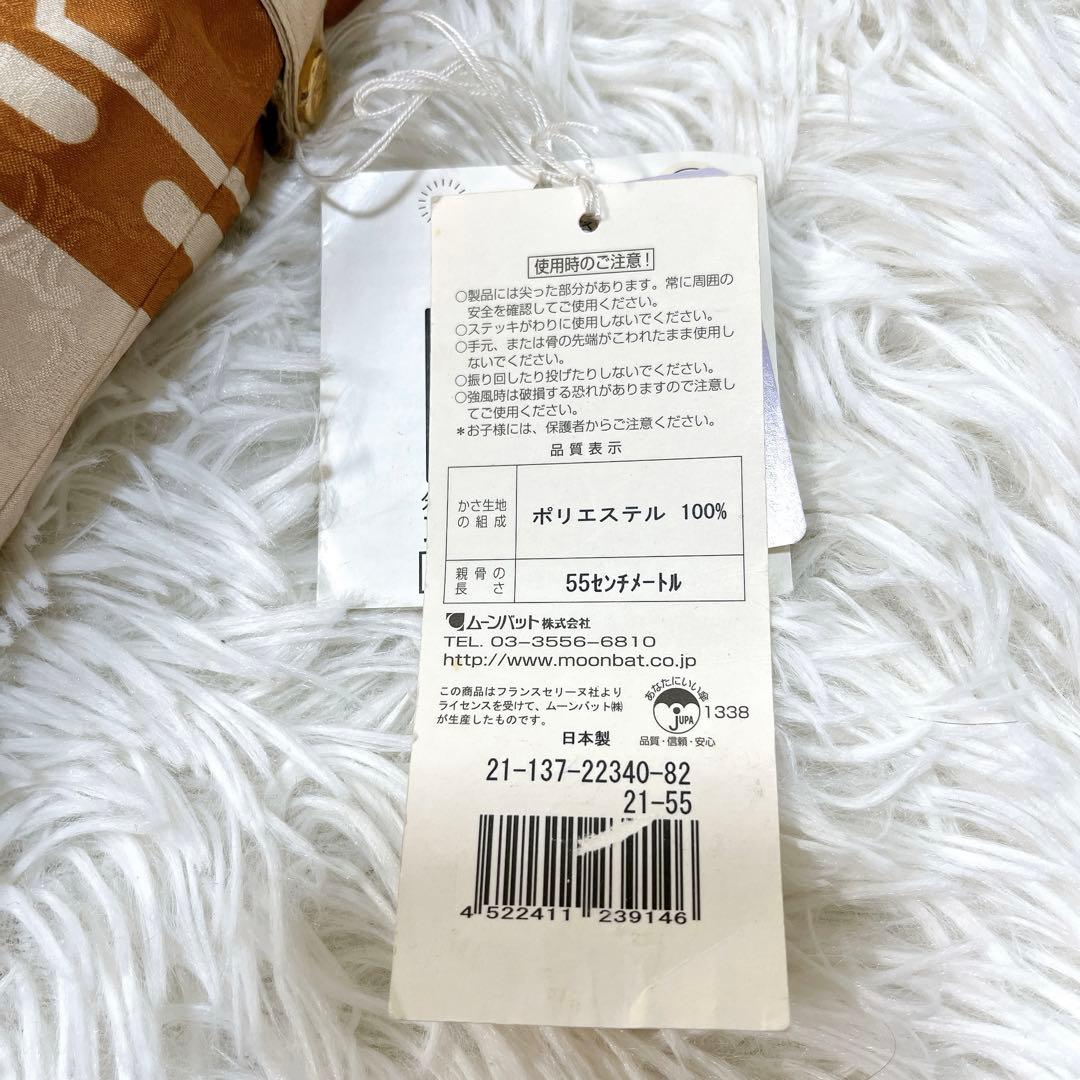 使用時のご注意!
○製品には尖った部分があります。常に周囲の
安全を確認してご使用ください。
○ステッキがわりに使用しないでください。
○手元、または骨の先端がこわれたまま使用し
ないでください。
○振り回したり投げたりしないでください。
○強風時は破損する恐れがありますので注意し
てご使用ください。
*お子様には、保護者からご注意ください。
品質表示
かさ生地
の組成
ポリエステル 100%
親骨の
長さ
55センチメートル
ムーンバット株式会社
TEL. 03-3556-6810
http://www.moonbat.co.jp
この商品はフランスセリーヌ社より
ライセンスを受けて、ムーンバット㈱
が生産したものです。
あなたにいい傘
JUPA
1338
品質・信頼・安心
日本製
21-137-22340-82
21-55
4 522411 239146